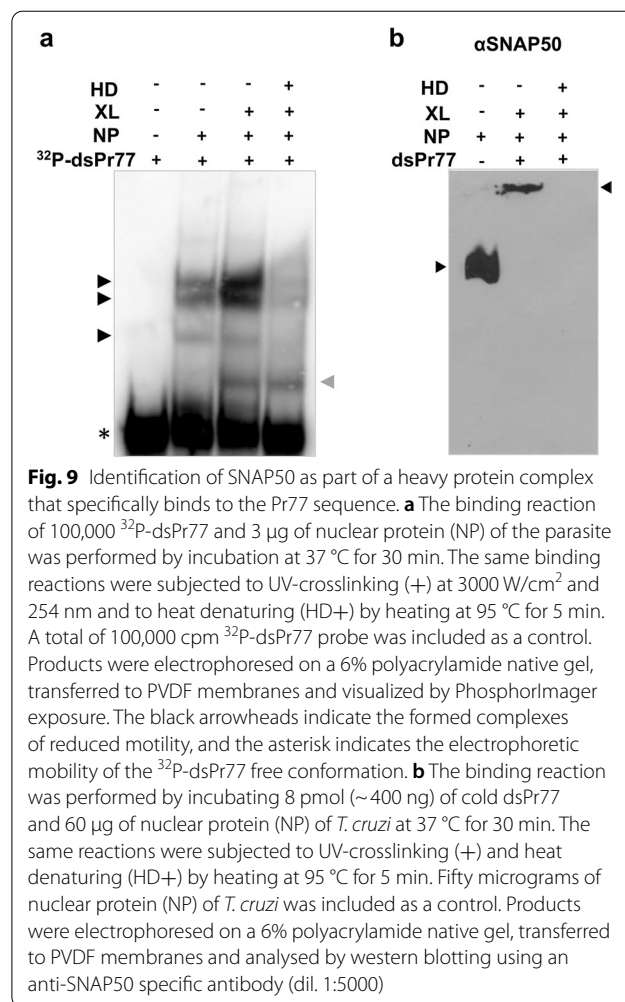 a
HD - - - +
XL - - + +
NP - + + +
³²P-dsPr77 + + + +
*
b
αSNAP50
HD - - +
XL - + +
NP + + +
dsPr77 - + +
Fig. 9 Identification of SNAP50 as part of a heavy protein complex
that specifically binds to the Pr77 sequence. a The binding reaction
of 100,000 ³²P-dsPr77 and 3 μg of nuclear protein (NP) of the parasite
was performed by incubation at 37 °C for 30 min. The same binding
reactions were subjected to UV-crosslinking (+) at 3000 W/cm² and
254 nm and to heat denaturing (HD+) by heating at 95 °C for 5 min.
A total of 100,000 cpm ³²P-dsPr77 probe was included as a control.
Products were electrophoresed on a 6% polyacrylamide native gel,
transferred to PVDF membranes and visualized by PhosphorImager
exposure. The black arrowheads indicate the formed complexes
of reduced motility, and the asterisk indicates the electrophoretic
mobility of the ³²P-dsPr77 free conformation. b The binding reaction
was performed by incubating 8 pmol (~ 400 ng) of cold dsPr77
and 60 μg of nuclear protein (NP) of T. cruzi at 37 °C for 30 min. The
same reactions were subjected to UV-crosslinking (+) and heat
denaturing (HD+) by heating at 95 °C for 5 min. Fifty micrograms of
nuclear protein (NP) of T. cruzi was included as a control. Products
were electrophoresed on a 6% polyacrylamide native gel, transferred
to PVDF membranes and analysed by western blotting using an
anti-SNAP50 specific antibody (dil. 1:5000)